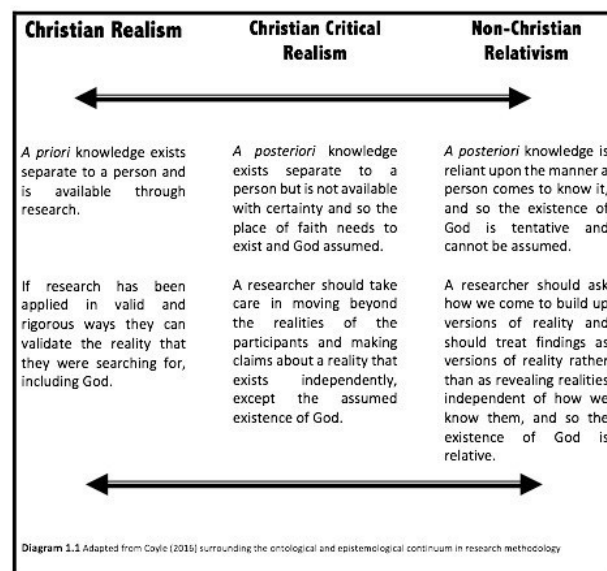 Christian Realism
Christian Critical
Realism
Non-Christian
Relativism
A priori knowledge exists
separate to a person and
is available through
research.
A posteriori knowledge
exists separate to a
person but is not available
with certainty and so the
place of faith needs to
exist and God assumed.
A posteriori knowledge is
reliant upon the manner a
person comes to know it,
and so the existence of
God is tentative and
cannot be assumed.
If research has been
applied in valid and
rigorous ways they can
validate the reality that
they were searching for,
including God.
A researcher should take
care in moving beyond
the realities of the
participants and making
claims about a reality that
exists independently,
except the assumed
existence of God.
A researcher should ask
how we come to build up
versions of reality and
should treat findings as
versions of reality rather
than as revealing realities
independent of how we
know them, and so the
existence of God is
relative.
Diagram 1.1 Adapted from Coyle (2016) surrounding the ontological and epistemological continuum in research methodology